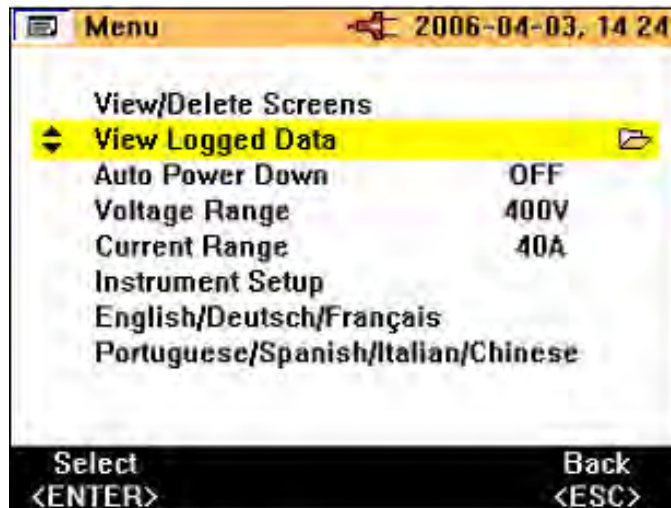 Menu 2006-04-03, 14 24
View/Delete Screens
View Logged Data
Auto Power Down OFF
Voltage Range 400V
Current Range 40A
Instrument Setup
English/Deutsch/Français
Portuguese/Spanish/Italian/Chinese
Select Back
<ENTER> <ESC>